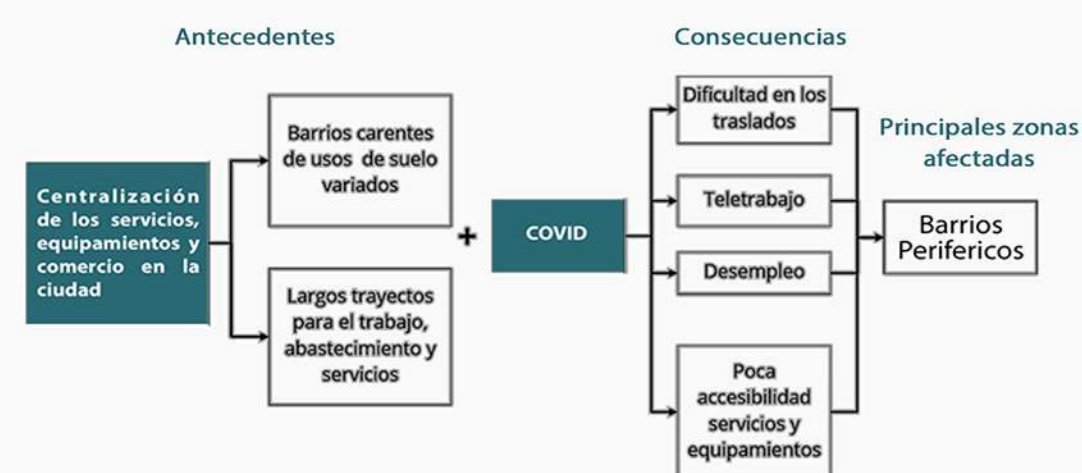 Antecedentes
Centralización
de los servicios,
equipamientos y
comercio en la
ciudad
Barrios carentes
de usos de suelo
variados
Largos trayectos
para el trabajo,
abastecimiento y
servicios
+
COVID
Consecuencias
Dificultad en los
traslados
Teletrabajo
Desempleo
Poca
accesibilidad
servicios y
equipamientos
Principales zonas
afectadas
Barrios
Perifericos